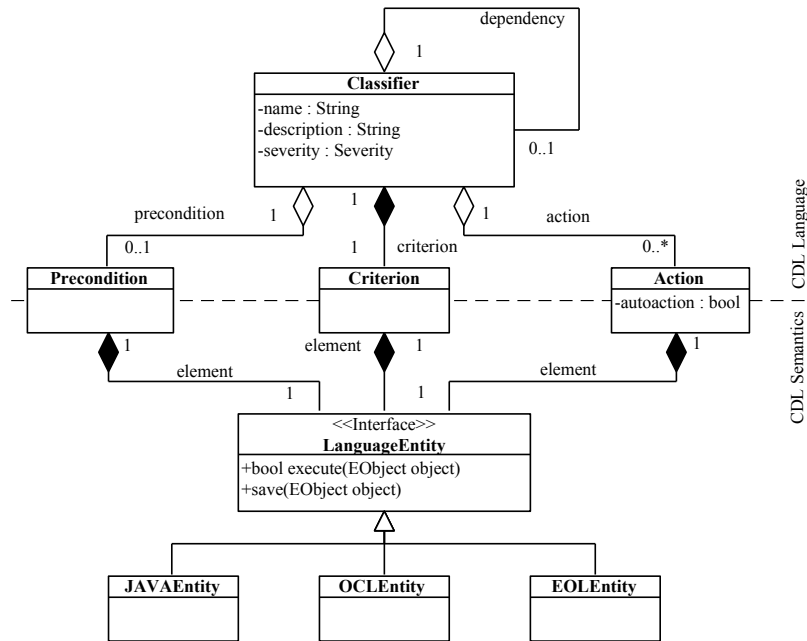 dependency
1
Classifier
-name : String
-description : String
-severity : Severity
0..1
precondition
1
1
1
action
0..1
1
criterion
0..*
CDL Language
Precondition
Criterion
Action
-autoaction : bool
CDL Semantics
1
element
1
1
element
element
1
1
<<Interface>>
LanguageEntity
+bool execute(EObject object)
+save(EObject object)
JAVAEntity
OCLEntity
EOLEntity